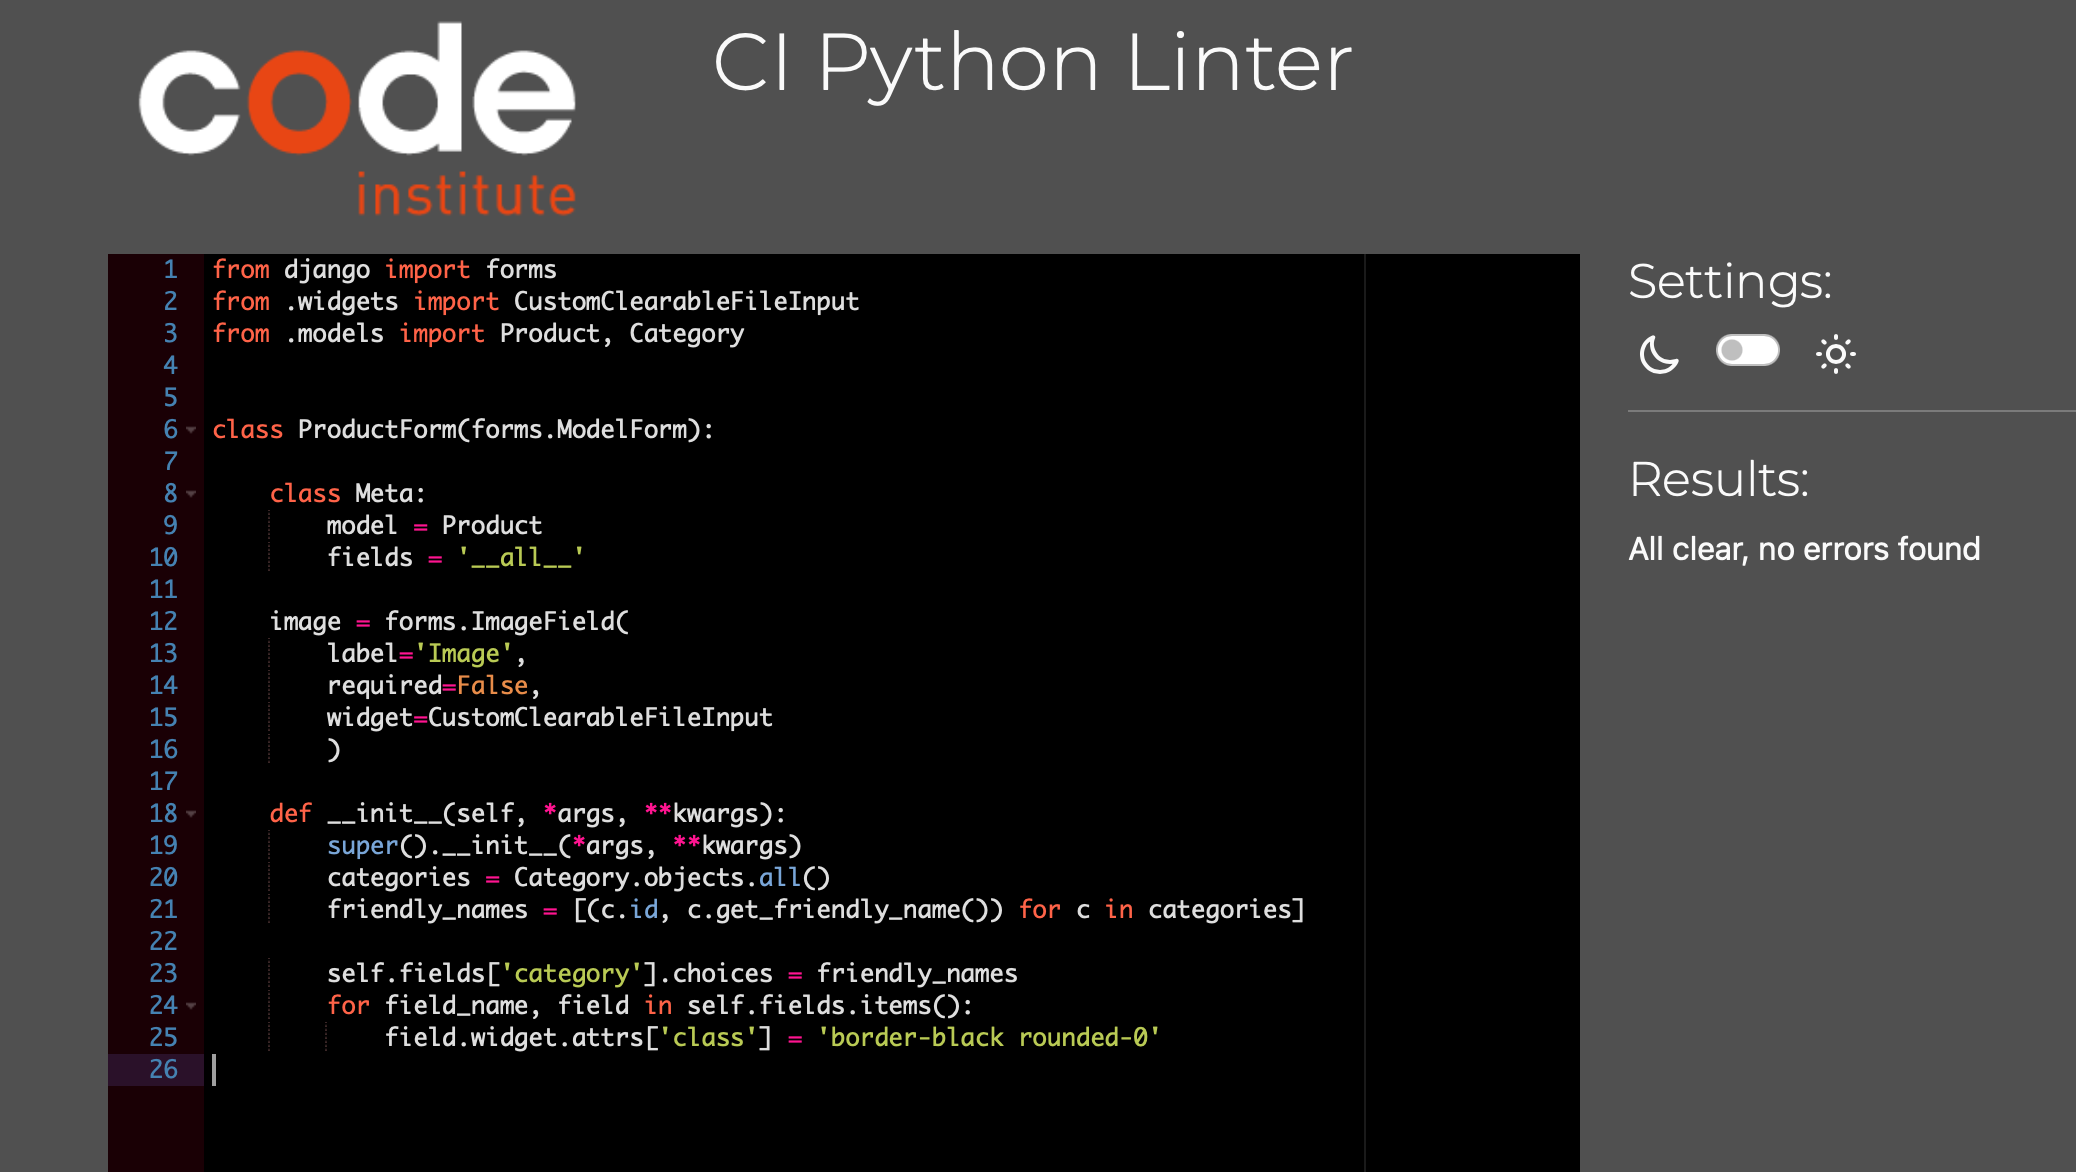 code
institute
CI Python Linter
1 from django import forms
2 from .widgets import CustomClearableFileInput
3 from .models import Product, Category
4
5
6 class ProductForm(forms.ModelForm):
7
8     class Meta:
9         model = Product
10         fields = '__all__'
11
12     image = forms.ImageField(
13         label='Image',
14         required=False,
15         widget=CustomClearableFileInput
16         )
17
18     def __init__(self, *args, **kwargs):
19         super().__init__(*args, **kwargs)
20         categories = Category.objects.all()
21         friendly_names = [(c.id, c.get_friendly_name()) for c in categories]
22
23         self.fields['category'].choices = friendly_names
24         for field_name, field in self.fields.items():
25             field.widget.attrs['class'] = 'border-black rounded-0'
26
Settings:
Results:
All clear, no errors found